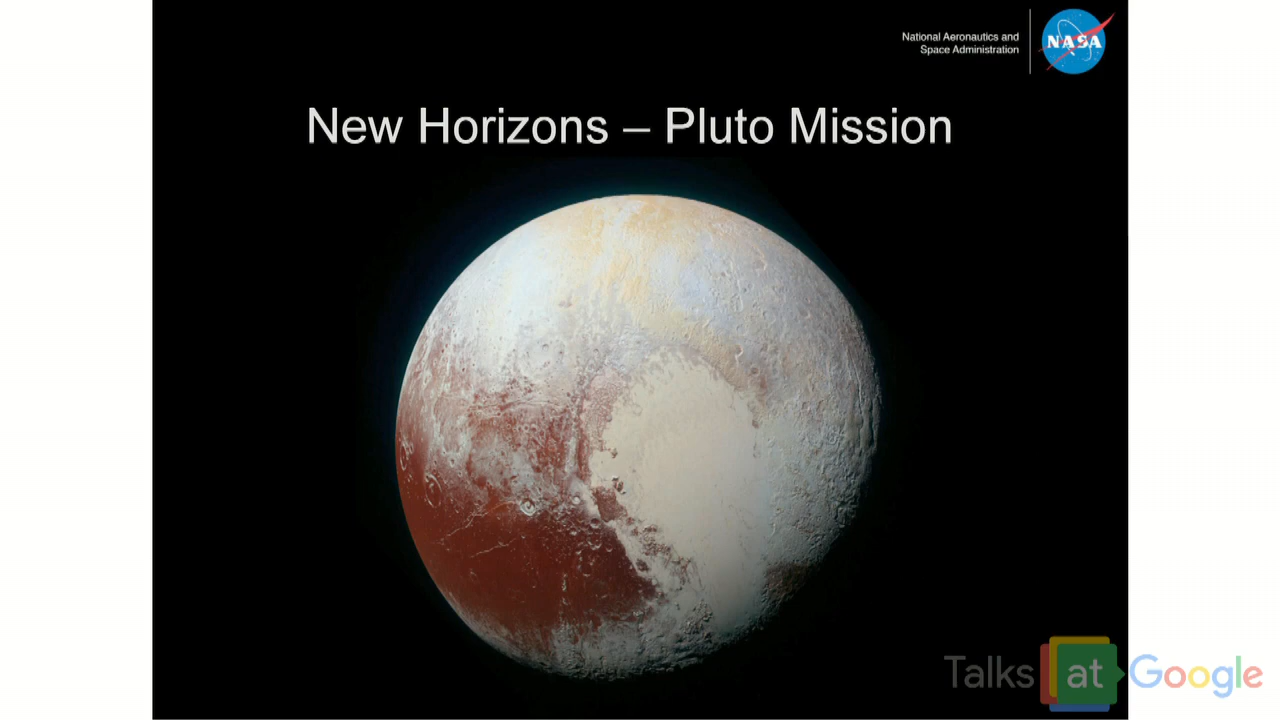 National Aeronautics and
Space Administration
NASA
New Horizons – Pluto Mission
Talks at Google